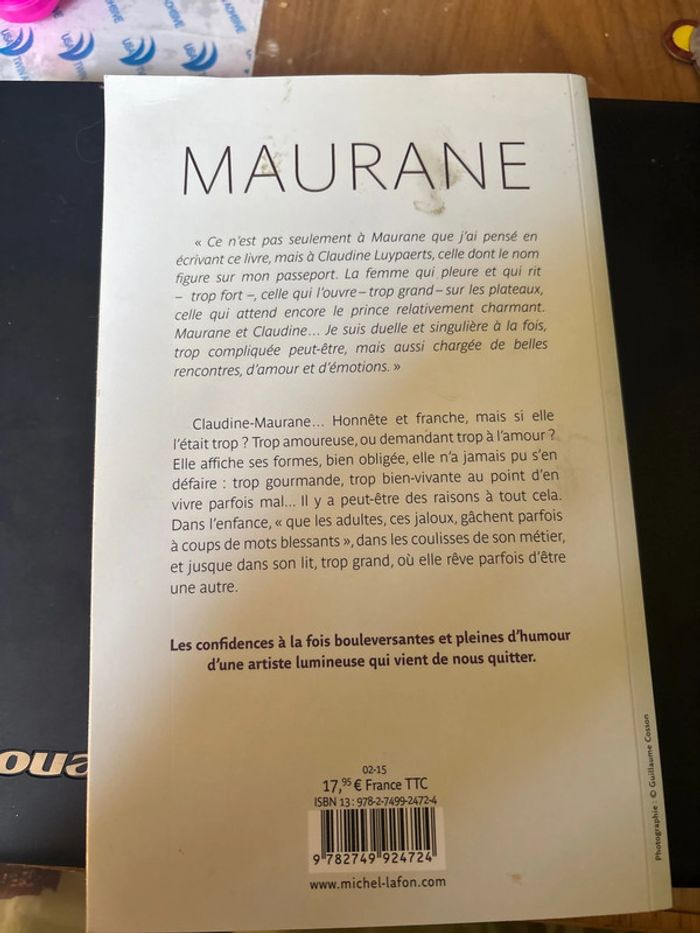 USA
USA
USA
USA
MAURANE
« Ce n'est pas seulement à Maurane que j'ai pensé en
écrivant ce livre, mais à Claudine Luypaerts, celle dont le nom
figure sur mon passeport. La femme qui pleure et qui rit
– trop fort –, celle qui l'ouvre – trop grand – sur les plateaux,
celle qui attend encore le prince relativement charmant.
Maurane et Claudine… Je suis duelle et singulière à la fois,
trop compliquée peut-être, mais aussi chargée de belles
rencontres, d'amour et d'émotions. »
Claudine-Maurane… Honnête et franche, mais si elle
l'était trop ? Trop amoureuse, ou demandant trop à l'amour ?
Elle affiche ses formes, bien obligée, elle n'a jamais pu s'en
défaire : trop gourmande, trop bien-vivante au point d'en
vivre parfois mal… Il y a peut-être des raisons à tout cela.
Dans l'enfance, « que les adultes, ces jaloux, gâchent parfois
à coups de mots blessants », dans les coulisses de son métier,
et jusque dans son lit, trop grand, où elle rêve parfois d'être
une autre.
Les confidences à la fois bouleversantes et pleines d'humour
d'une artiste lumineuse qui vient de nous quitter.
02-15
17,95 € France TTC
ISBN 13 : 978-2-7499-2472-4
9 782749 924724
www.michel-lafon.com
Photographie : © Guillaume Cosson